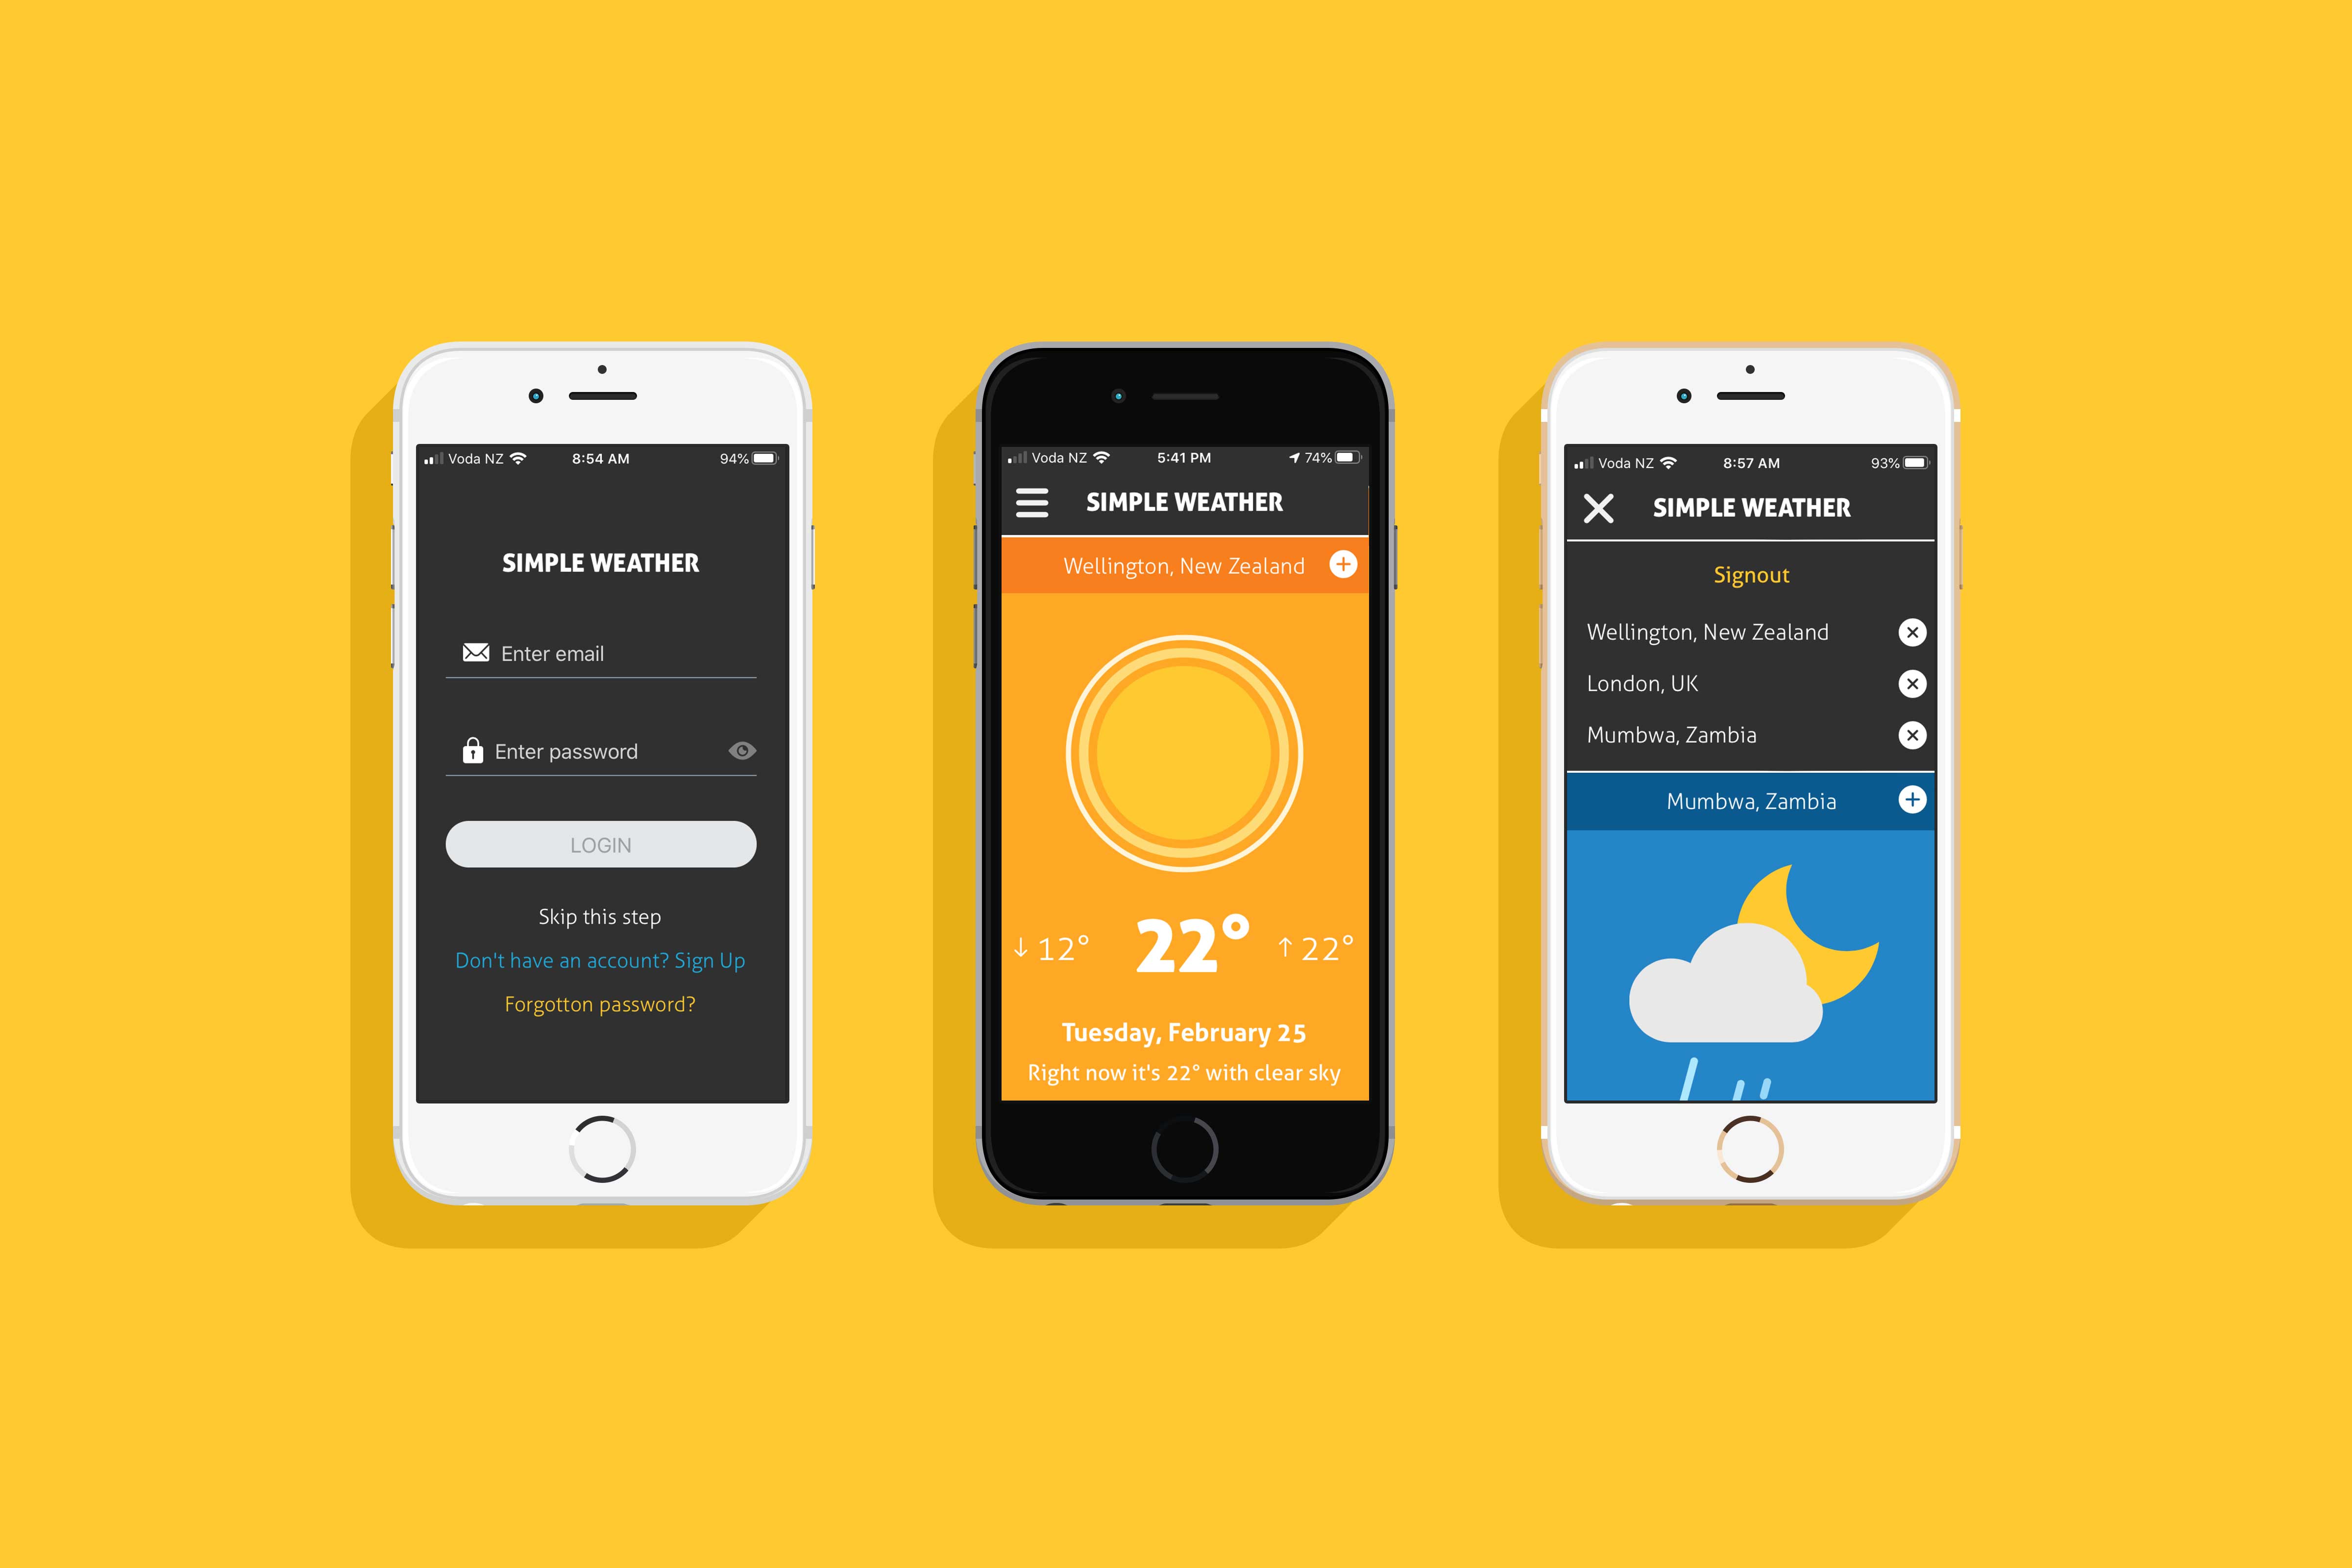 Voda NZ 8:54 AM 94%
SIMPLE WEATHER
Enter email
Enter password
LOGIN
Skip this step
Don't have an account? Sign Up
Forgotton password?
Voda NZ 5:41 PM 74%
SIMPLE WEATHER
Wellington, New Zealand
↓ 12° 22° ↑ 22°
Tuesday, February 25
Right now it's 22° with clear sky
Voda NZ 8:57 AM 93%
SIMPLE WEATHER
Signout
Wellington, New Zealand
London, UK
Mumbwa, Zambia
Mumbwa, Zambia